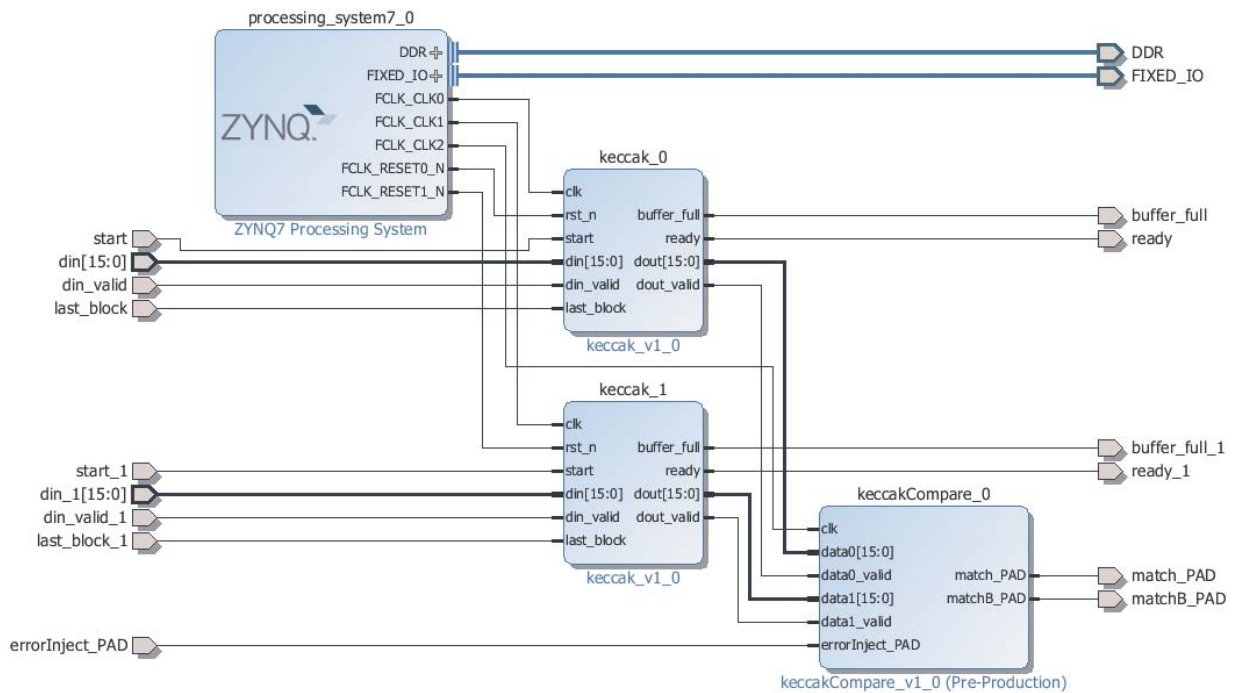 processing_system7_0
DDR
FIXED_IO
FCLK_CLK0
FCLK_CLK1
FCLK_CLK2
FCLK_RESET0_N
FCLK_RESET1_N
ZYNQ
ZYNQ7 Processing System
DDR
FIXED_IO
start
din[15:0]
din_valid
last_block
keccak_0
clk
rst_n
start
din[15:0]
din_valid
last_block
buffer_full
ready
dout[15:0]
dout_valid
keccak_v1_0
buffer_full
ready
start_1
din_1[15:0]
din_valid_1
last_block_1
keccak_1
clk
rst_n
start
din[15:0]
din_valid
last_block
buffer_full
ready
dout[15:0]
dout_valid
keccak_v1_0
buffer_full_1
ready_1
errorInject_PAD
keccakCompare_0
clk
data0[15:0]
data0_valid
data1[15:0]
data1_valid
errorInject_PAD
match_PAD
matchB_PAD
keccakCompare_v1_0 (Pre-Production)
match_PAD
matchB_PAD